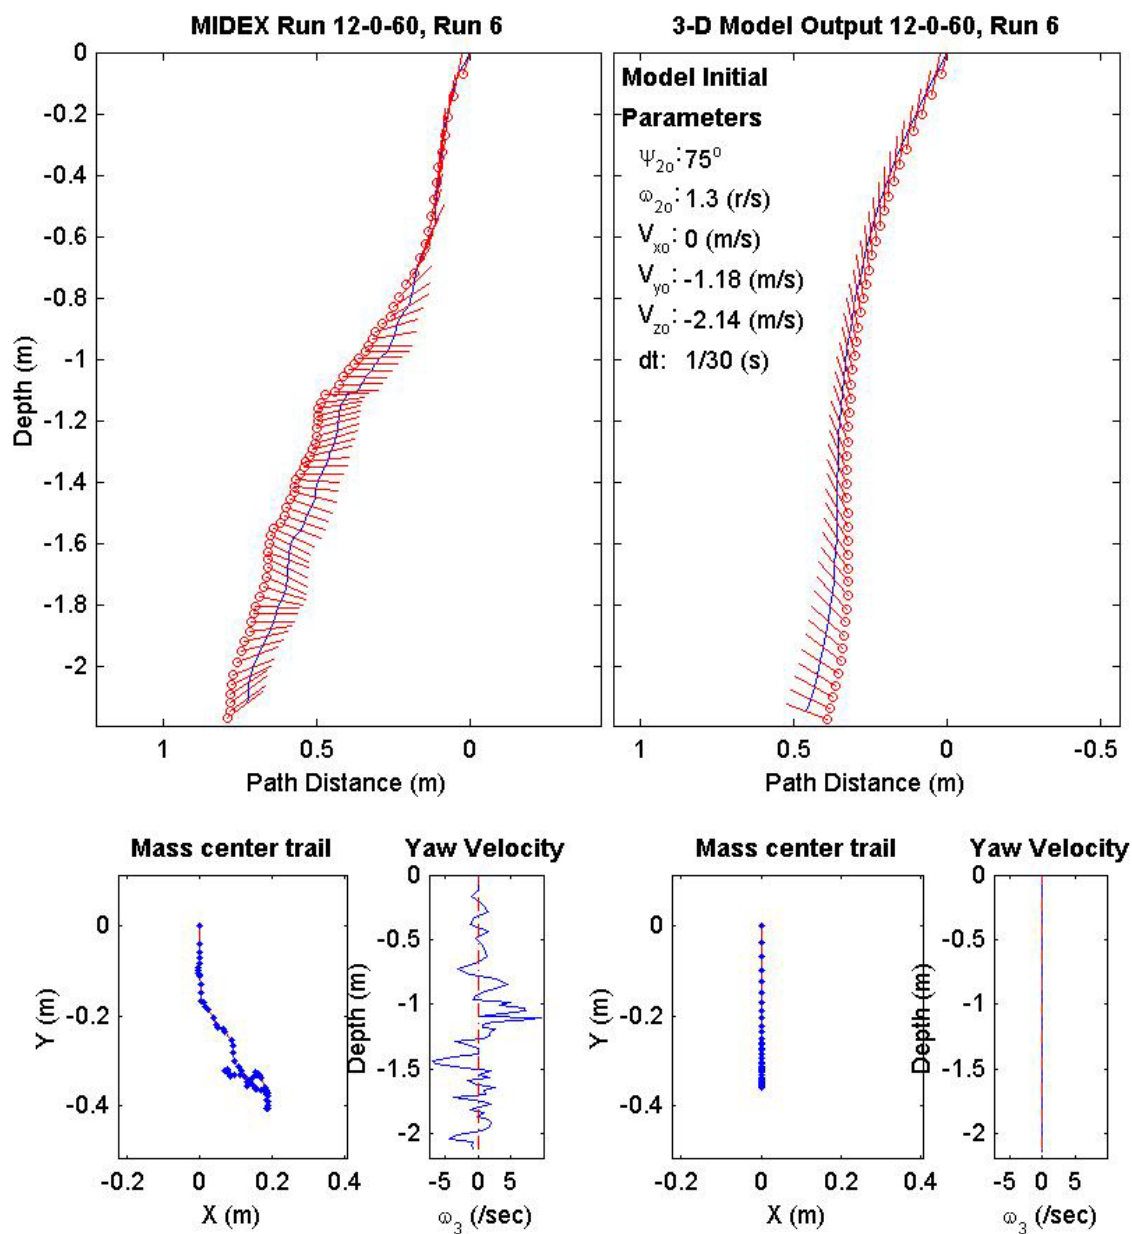 MIDEX Run 12-0-60, Run 6
0
-0.2
-0.4
-0.6
-0.8
-1
-1.2
-1.4
-1.6
-1.8
-2
Depth (m)
1 0.5 0
Path Distance (m)
3-D Model Output 12-0-60, Run 6
Model Initial
Parameters
Ψ2o: 75o
ω2o: 1.3 (r/s)
Vxo: 0 (m/s)
Vyo: -1.18 (m/s)
Vzo: -2.14 (m/s)
dt: 1/30 (s)
1 0.5 0 -0.5
Path Distance (m)
Mass center trail
0
-0.2
-0.4
Y (m)
-0.2 0 0.2 0.4
X (m)
Yaw Velocity
0
-0.5
-1
-1.5
-2
Depth (m)
-5 0 5
ω3 (/sec)
Mass center trail
0
-0.2
-0.4
Y (m)
-0.2 0 0.2 0.4
X (m)
Yaw Velocity
0
-0.5
-1
-1.5
-2
Depth (m)
-5 0 5
ω3 (/sec)